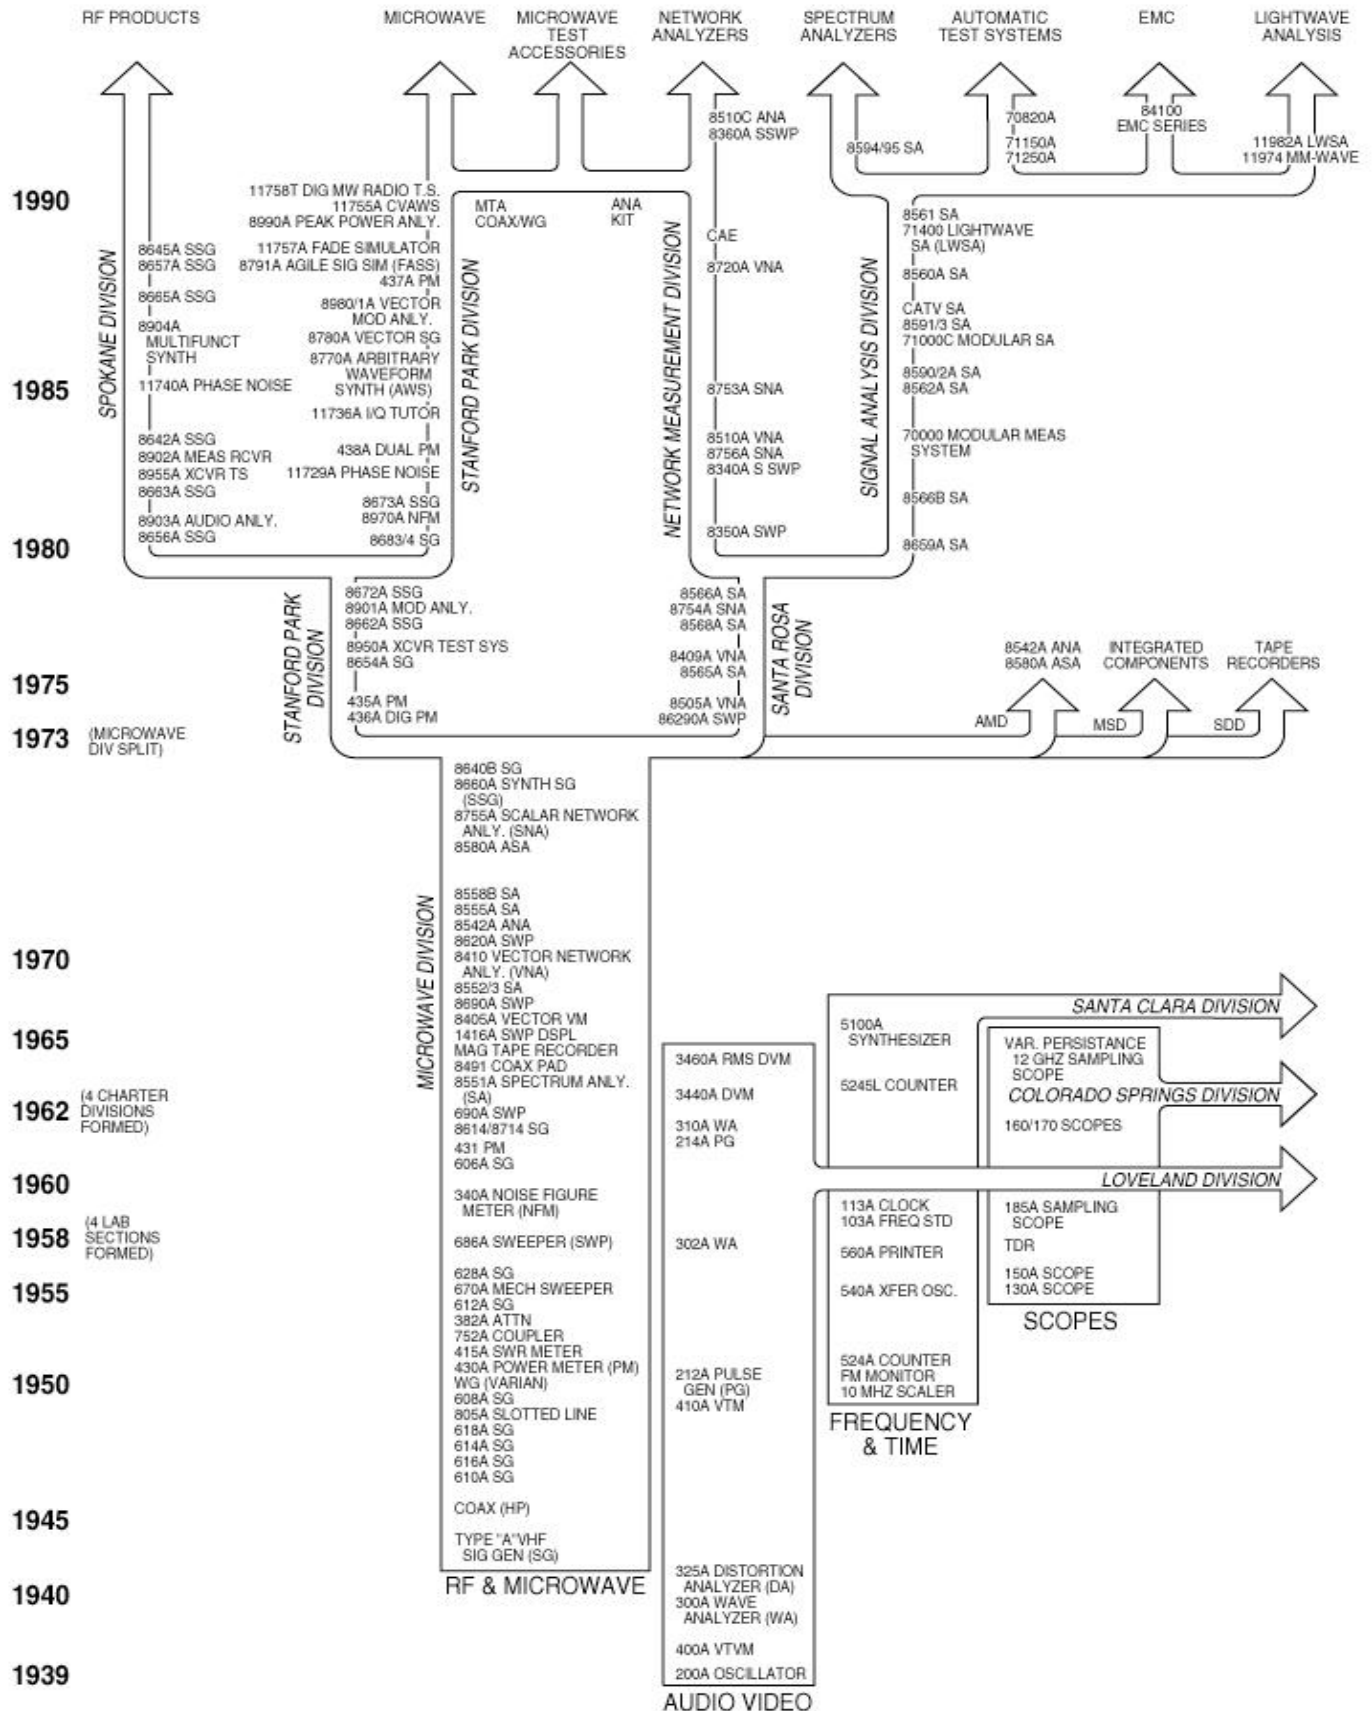 RF PRODUCTS
MICROWAVE
MICROWAVE
TEST
ACCESSORIES
NETWORK
ANALYZERS
SPECTRUM
ANALYZERS
AUTOMATIC
TEST SYSTEMS
EMC
LIGHTWAVE
ANALYSIS
8510C ANA
8360A SSWP
8594/95 SA
70820A
71150A
71250A
84100
EMC SERIES
11982A LWSA
11974 MM-WAVE
1990
SPOKANE DIVISION
8645A SSG
8657A SSG
8665A SSG
8904A
MULTIFUNCT
SYNTH
11740A PHASE NOISE
8642A SSG
8902A MEAS RCVR
8955A XCVR TS
8663A SSG
8903A AUDIO ANLY.
8656A SSG
11758T DIG MW RADIO T.S.
11755A CVAWS
8990A PEAK POWER ANLY.
11757A FADE SIMULATOR
8791A AGILE SIG SIM (FASS)
437A PM
8980/1A VECTOR
MOD ANLY.
8780A VECTOR SG
8770A ARBITRARY
WAVEFORM
SYNTH (AWS)
11736A I/Q TUTOR
438A DUAL PM
11729A PHASE NOISE
8673A SSG
8970A NFM
8683/4 SG
STANFORD PARK DIVISION
MTA
COAX/WG
ANA
KIT
NETWORK MEASUREMENT DIVISION
CAE
8720A VNA
8753A SNA
8510A VNA
8756A SNA
8340A S SWP
8350A SWP
SIGNAL ANALYSIS DIVISION
8561 SA
71400 LIGHTWAVE
SA (LWSA)
8560A SA
CATV SA
8591/3 SA
71000C MODULAR SA
8590/2A SA
8562A SA
70000 MODULAR MEAS
SYSTEM
8566B SA
8659A SA
1985
1980
STANFORD PARK
DIVISION
8672A SSG
8901A MOD ANLY.
8662A SSG
8950A XCVR TEST SYS
8654A SG
435A PM
436A DIG PM
8566A SA
8754A SNA
8568A SA
8409A VNA
8565A SA
8505A VNA
86290A SWP
SANTA ROSA
DIVISION
8542A ANA
8580A ASA
INTEGRATED
COMPONENTS
TAPE
RECORDERS
AMD
MSD
SDD
1975
1973
(MICROWAVE
DIV SPLIT)
MICROWAVE DIVISION
8640B SG
8660A SYNTH SG
(SSG)
8755A SCALAR NETWORK
ANLY. (SNA)
8580A ASA
8558B SA
8555A SA
8542A ANA
8620A SWP
8410 VECTOR NETWORK
ANLY. (VNA)
8552/3 SA
8690A SWP
8405A VECTOR VM
1416A SWP DSPL
MAG TAPE RECORDER
8491 COAX PAD
8551A SPECTRUM ANLY.
(SA)
690A SWP
8614/8714 SG
431 PM
606A SG
340A NOISE FIGURE
METER (NFM)
686A SWEEPER (SWP)
628A SG
670A MECH SWEEPER
612A SG
382A ATTN
752A COUPLER
415A SWR METER
430A POWER METER (PM)
WG (VARIAN)
608A SG
805A SLOTTED LINE
618A SG
614A SG
616A SG
610A SG
COAX (HP)
TYPE "A"VHF
SIG GEN (SG)
RF & MICROWAVE
1970
1965
1962
(4 CHARTER
DIVISIONS
FORMED)
1960
1958
(4 LAB
SECTIONS
FORMED)
1955
1950
1945
1940
1939
3460A RMS DVM
3440A DVM
310A WA
214A PG
302A WA
212A PULSE
GEN (PG)
410A VTM
325A DISTORTION
ANALYZER (DA)
300A WAVE
ANALYZER (WA)
400A VTVM
200A OSCILLATOR
AUDIO VIDEO
5100A
SYNTHESIZER
5245L COUNTER
113A CLOCK
103A FREQ STD
560A PRINTER
540A XFER OSC.
524A COUNTER
FM MONITOR
10 MHZ SCALER
FREQUENCY
& TIME
SANTA CLARA DIVISION
VAR. PERSISTANCE
12 GHZ SAMPLING
SCOPE
COLORADO SPRINGS DIVISION
160/170 SCOPES
LOVELAND DIVISION
185A SAMPLING
SCOPE
TDR
150A SCOPE
130A SCOPE
SCOPES